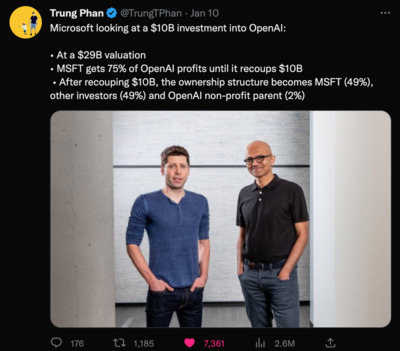 Trung Phan @TrungTPhan · Jan 10
Microsoft looking at a $10B investment into OpenAI:
• At a $29B valuation
• MSFT gets 75% of OpenAI profits until it recoups $10B
• After recouping $10B, the ownership structure becomes MSFT (49%),
other investors (49%) and OpenAI non-profit parent (2%)
176 1,185 7,361 2.6M